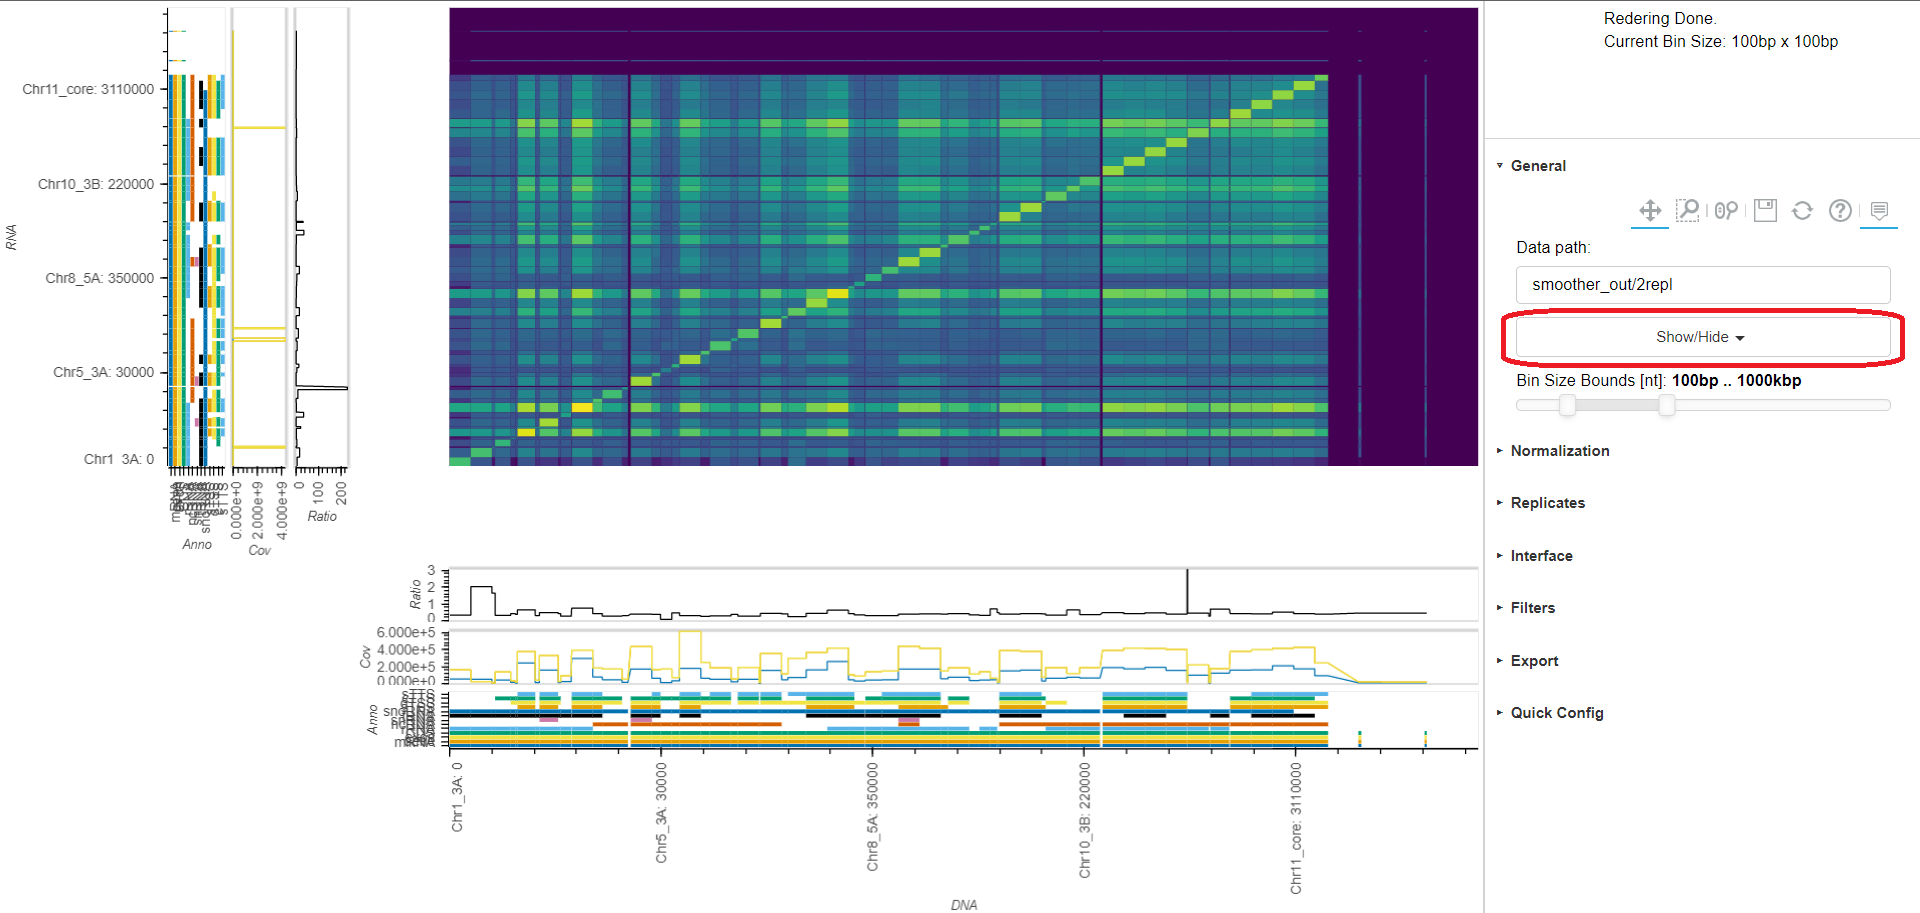 Redering Done.
Current Bin Size: 100bp x 100bp
General
Data path:
smoother_out/2repl
Show/Hide
Bin Size Bounds [nt]: 100bp .. 1000kbp
Normalization
Replicates
Interface
Filters
Export
Quick Config
RNA
Chr11_core: 3110000
Chr10_3B: 220000
Chr8_5A: 350000
Chr5_3A: 30000
Chr1_3A: 0
Anno
0.000e+0
2.000e+9
4.000e+9
Cov
0
100
200
Ratio
Ratio
3
2
1
0
Cov
6.000e+5
4.000e+5
2.000e+5
0.000e+0
Anno
sTTS
mRNA
Chr1_3A: 0
Chr5_3A: 30000
Chr8_5A: 350000
Chr10_3B: 220000
Chr11_core: 3110000
DNA